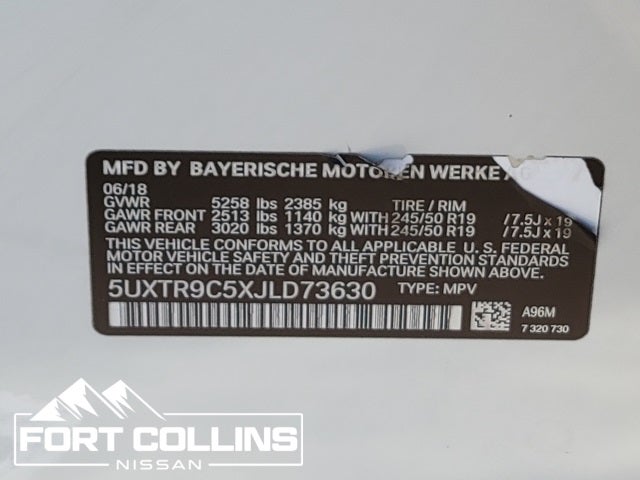 MFD BY BAYERISCHE MOTOREN WERKE AG
06/18
GVWR 5258 lbs 2385 kg TIRE / RIM
GAWR FRONT 2513 lbs 1140 kg WITH 245/50 R19 /7.5J x 19
GAWR REAR 3020 lbs 1370 kg WITH 245/50 R19 /7.5J x 19
THIS VEHICLE CONFORMS TO ALL APPLICABLE U. S. FEDERAL
MOTOR VEHICLE SAFETY STANDARDS IN EFFECT ON THE
DATE OF MANUFACTURE SHOWN ABOVE.
5UXTR9C5XJLD73630 TYPE: MPV
A96M
7 320 730
FORT COLLINS
NISSAN